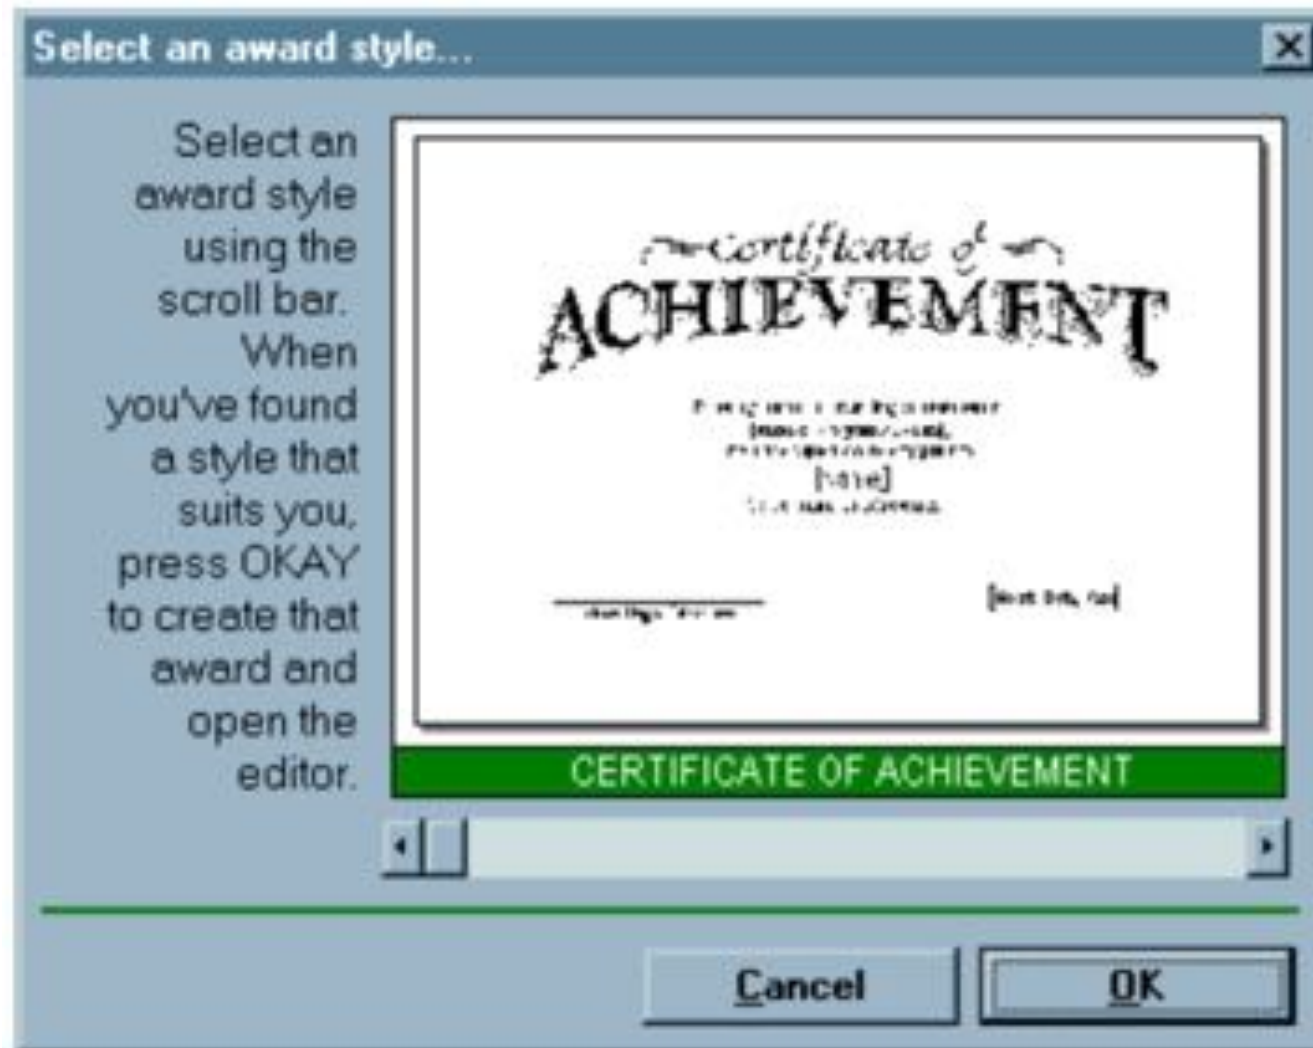 Select an award style...
Select an
award style
using the
scroll bar.
When
you've found
a style that
suits you,
press OKAY
to create that
award and
open the
editor.
Certificate of
ACHIEVEMENT
[Name]
CERTIFICATE OF ACHIEVEMENT
Cancel
OK